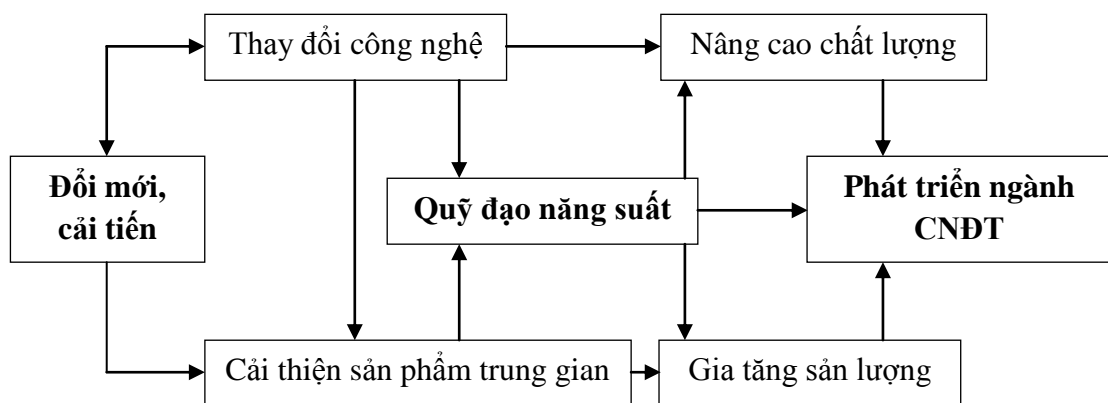 Thay đổi công nghệ
Nâng cao chất lượng
Đổi mới,
cải tiến
Quỹ đạo năng suất
Phát triển ngành
CNĐT
Cải thiện sản phẩm trung gian
Gia tăng sản lượng